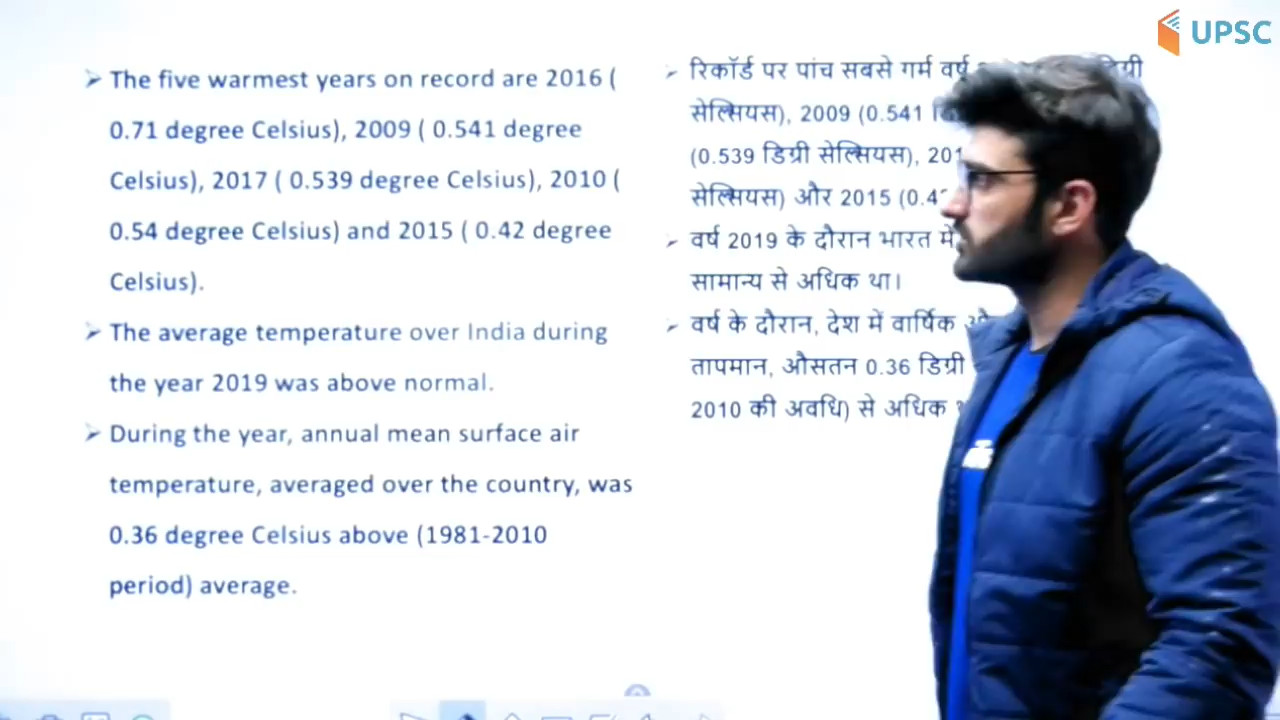 UPSC
The five warmest years on record are 2016 (
0.71 degree Celsius), 2009 ( 0.541 degree
Celsius), 2017 ( 0.539 degree Celsius), 2010 (
0.54 degree Celsius) and 2015 ( 0.42 degree
Celsius).
The average temperature over India during
the year 2019 was above normal.
During the year, annual mean surface air
temperature, averaged over the country, was
0.36 degree Celsius above (1981-2010
period) average.
रिकॉर्ड पर पांच सबसे गर्म वर्ष
सेल्सियस), 2009 (0.541
(0.539 डिग्री सेल्सियस),
सेल्सियस) और 2015
वर्ष 2019 के दौरान भारत में
सामान्य से अधिक था।
वर्ष के दौरान, देश में वार्षिक
तापमान, औसतन 0.36 डिग्री
2010 की अवधि) से अधिक